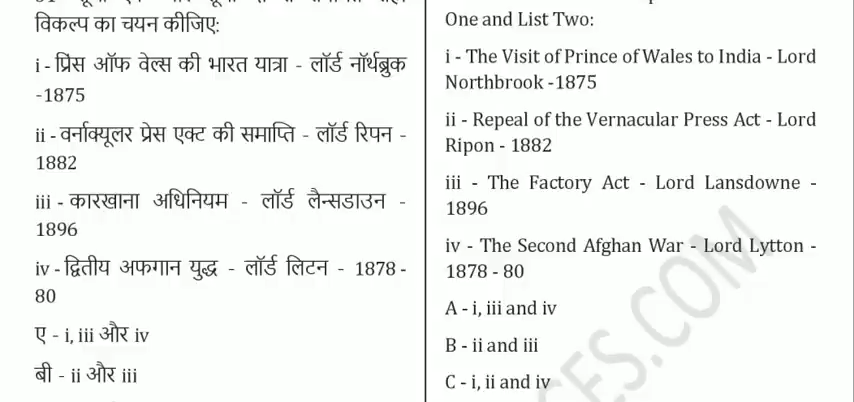 विकल्प का चयन कीजिए:
i - प्रिंस ऑफ वेल्स की भारत यात्रा - लॉर्ड नॉर्थब्रुक
-1875
ii - वर्नाक्यूलर प्रेस एक्ट की समाप्ति - लॉर्ड रिपन -
1882
iii - कारखाना अधिनियम - लॉर्ड लैन्सडाउन -
1896
iv - द्वितीय अफगान युद्ध - लॉर्ड लिटन - 1878 -
80
ए - i, iii और iv
बी - ii और iii
One and List Two:
i - The Visit of Prince of Wales to India - Lord
Northbrook -1875
ii - Repeal of the Vernacular Press Act - Lord
Ripon - 1882
iii - The Factory Act - Lord Lansdowne -
1896
iv - The Second Afghan War - Lord Lytton -
1878 - 80
A - i, iii and iv
B - ii and iii
C - i, ii and iv